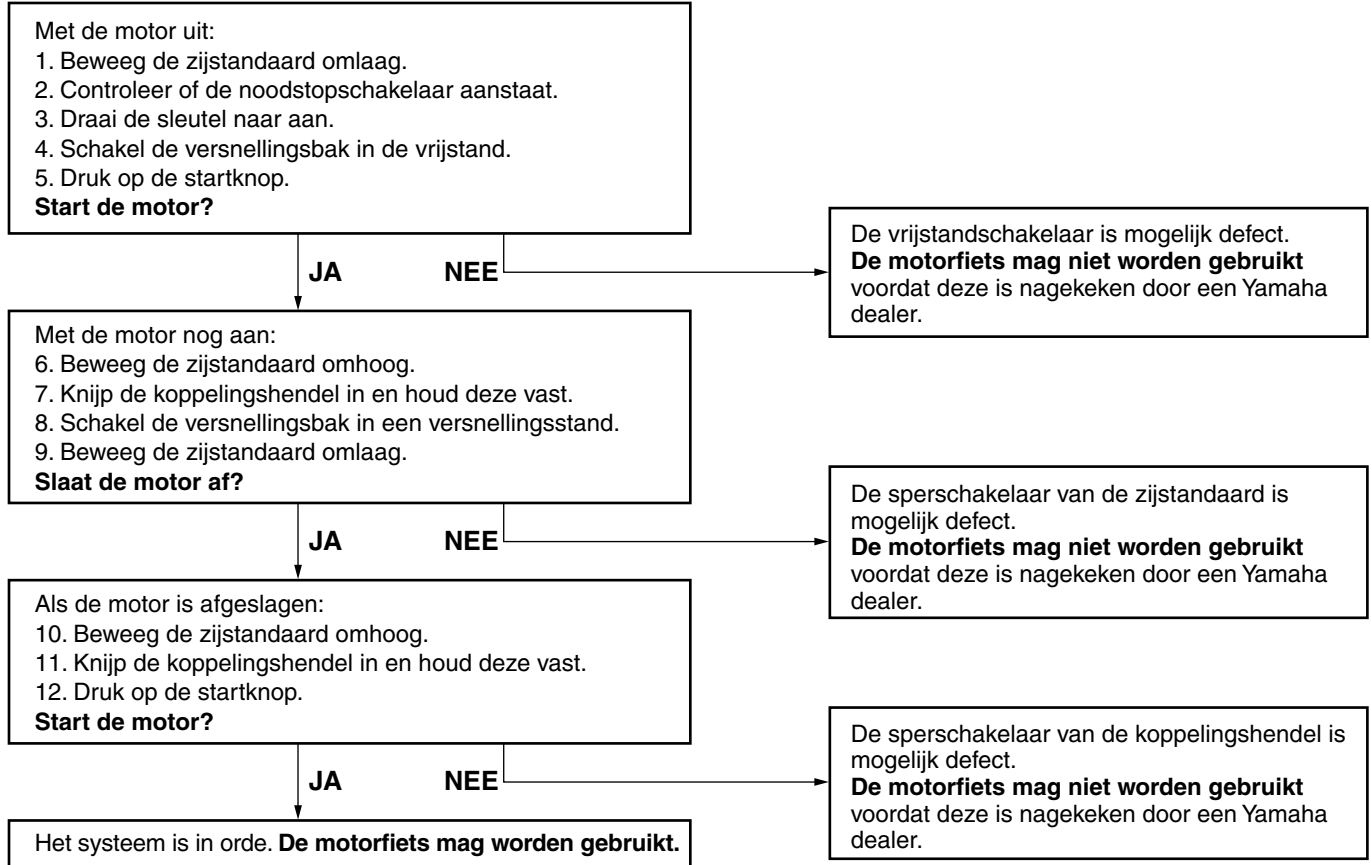 Met de motor uit:
1. Beweeg de zijstandaard omlaag.
2. Controleer of de noodstopschakelaar aanstaat.
3. Draai de sleutel naar aan.
4. Schakel de versnellingsbak in de vrijstand.
5. Druk op de startknop.
Start de motor?
JA
NEE
De vrijstandschakelaar is mogelijk defect.
De motorfiets mag niet worden gebruikt
voordat deze is nagekeken door een Yamaha
dealer.
Met de motor nog aan:
6. Beweeg de zijstandaard omhoog.
7. Knijp de koppelingshendel in en houd deze vast.
8. Schakel de versnellingsbak in een versnellingsstand.
9. Beweeg de zijstandaard omlaag.
Slaat de motor af?
JA
NEE
De sperschakelaar van de zijstandaard is
mogelijk defect.
De motorfiets mag niet worden gebruikt
voordat deze is nagekeken door een Yamaha
dealer.
Als de motor is afgeslagen:
10. Beweeg de zijstandaard omhoog.
11. Knijp de koppelingshendel in en houd deze vast.
12. Druk op de startknop.
Start de motor?
JA
NEE
De sperschakelaar van de koppelingshendel is
mogelijk defect.
De motorfiets mag niet worden gebruikt
voordat deze is nagekeken door een Yamaha
dealer.
Het systeem is in orde. De motorfiets mag worden gebruikt.